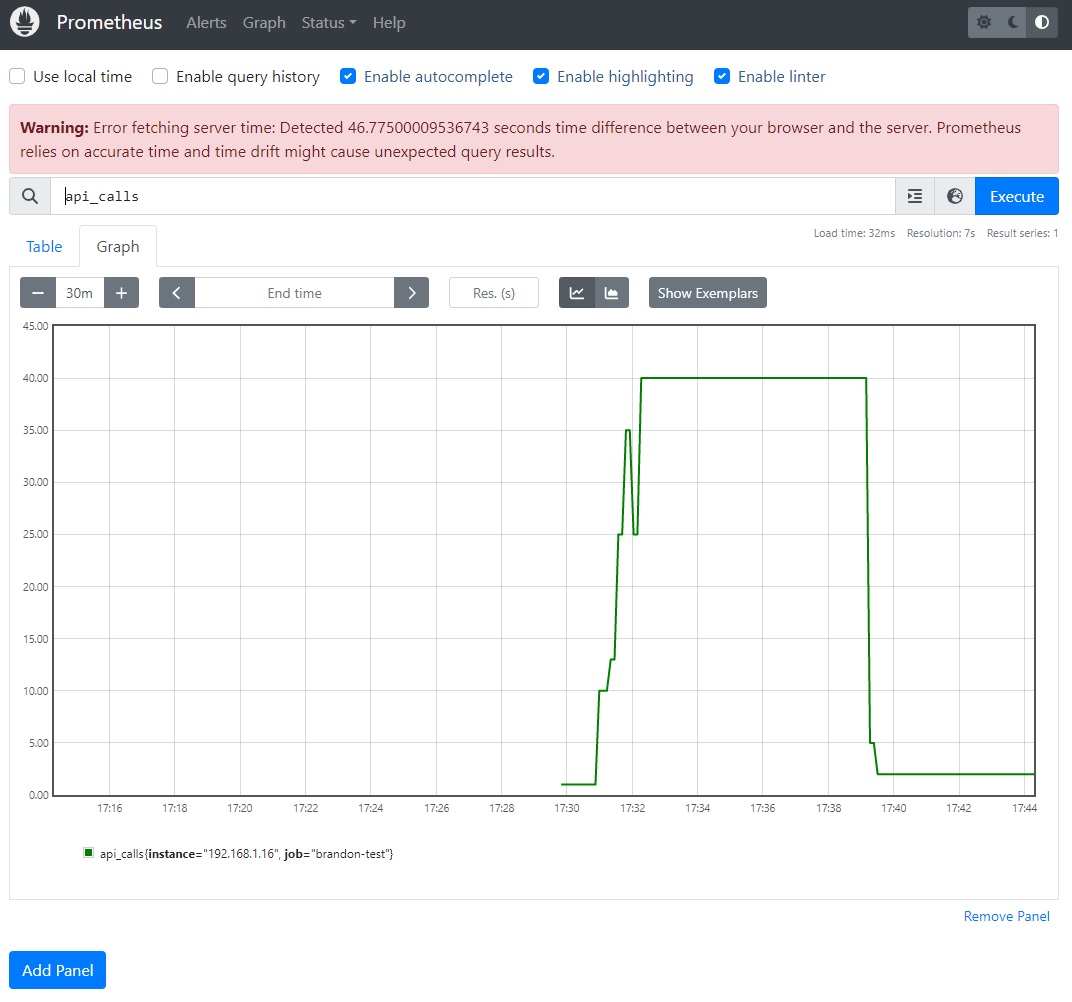 Prometheus Alerts Graph Status Help
Use local time Enable query history Enable autocomplete Enable highlighting Enable linter
Warning: Error fetching server time: Detected 46.77500009536743 seconds time difference between your browser and the server. Prometheus
relies on accurate time and time drift might cause unexpected query results.
api_calls Execute
Load time: 32ms Resolution: 7s Result series: 1
Table Graph
30m End time Res. (s) Show Exemplars
45.00
40.00
35.00
30.00
25.00
20.00
15.00
10.00
5.00
0.00
17:16 17:18 17:20 17:22 17:24 17:26 17:28 17:30 17:32 17:34 17:36 17:38 17:40 17:42 17:44
api_calls{instance="192.168.1.16", job="brandon-test"}
Remove Panel
Add Panel